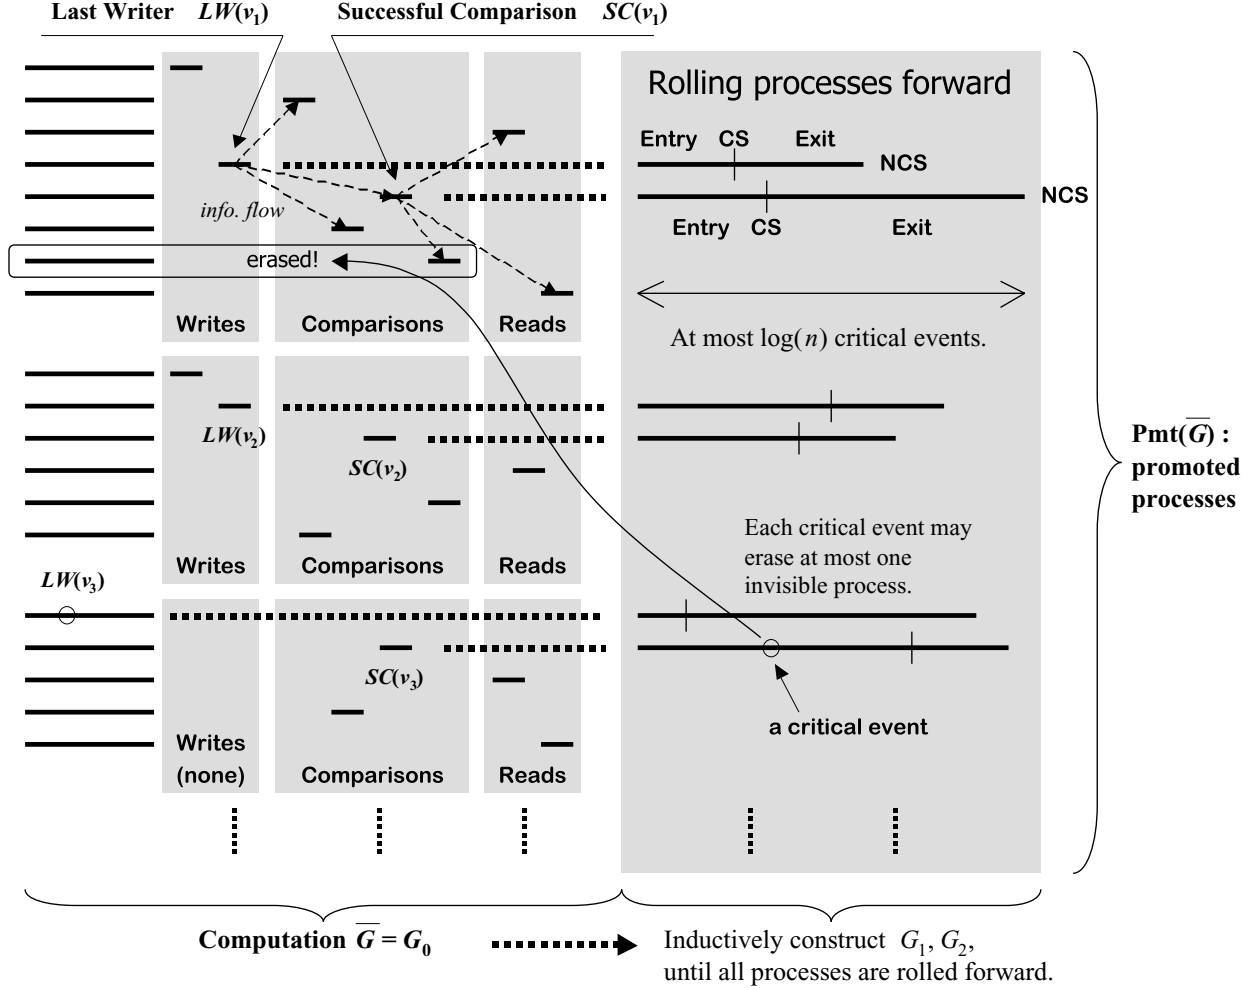 Last Writer LW(v1)
Successful Comparison SC(v1)
Rolling processes forward
Entry CS Exit
NCS
NCS
info. flow
Entry CS Exit
erased!
Writes Comparisons Reads
At most log(n) critical events.
LW(v2)
SC(v2)
Pmt(G̅) :
promoted
processes
Each critical event may
erase at most one
invisible process.
Writes Comparisons Reads
LW(v3)
SC(v3)
a critical event
Writes
(none) Comparisons Reads
Computation G̅ = G0
Inductively construct G1, G2,
until all processes are rolled forward.